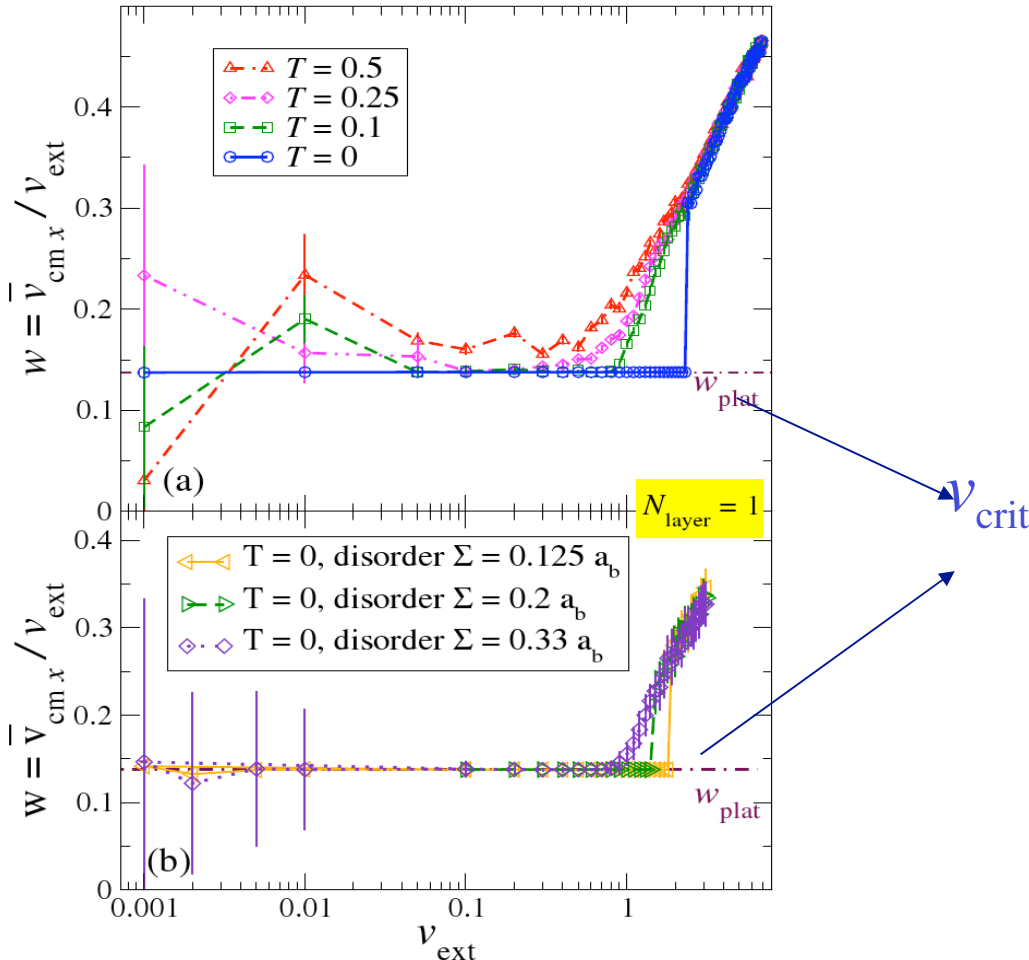 T = 0.5
T = 0.25
T = 0.1
T = 0
0.4
0.3
0.2
0.1
0
w = v̅cm x / vext
wplat
(a)
Nlayer = 1
vcrit
T = 0, disorder Σ = 0.125 ab
T = 0, disorder Σ = 0.2 ab
T = 0, disorder Σ = 0.33 ab
0.4
0.3
0.2
0.1
0
w = v̅cm x / vext
wplat
(b)
0.001 0.01 0.1 1
vext